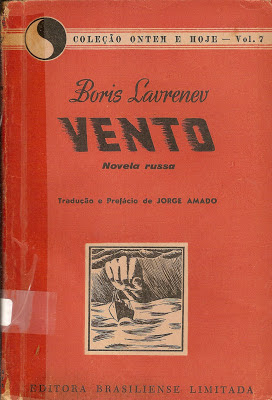 COLEÇÃO ONTEM E HOJE — Vol. 7
Boris Lavrenev
VENTO
Novela russa
Tradução e Prefácio de JORGE AMADO
EDITORA BRASILIENSE LIMITADA